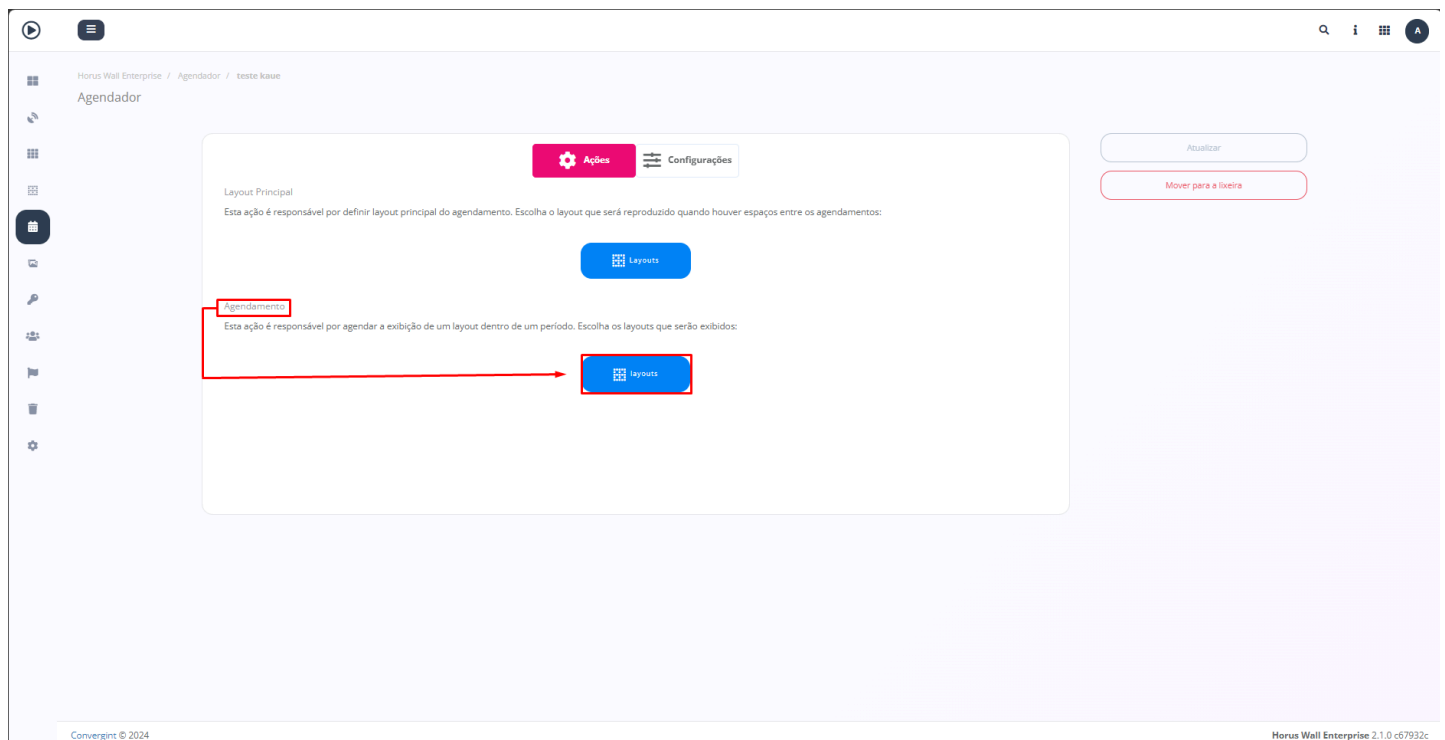 A
Horus Wall Enterprise / Agendador / teste kaue
Agendador
Ações
Configurações
Atualizar
Mover para a lixeira
Layout Principal
Esta ação é responsável por definir layout principal do agendamento. Escolha o layout que será reproduzido quando houver espaços entre os agendamentos:
Layouts
Agendamento
Esta ação é responsável por agendar a exibição de um layout dentro de um período. Escolha os layouts que serão exibidos:
layouts
Convergint © 2024
Horus Wall Enterprise 2.1.0 c67932c